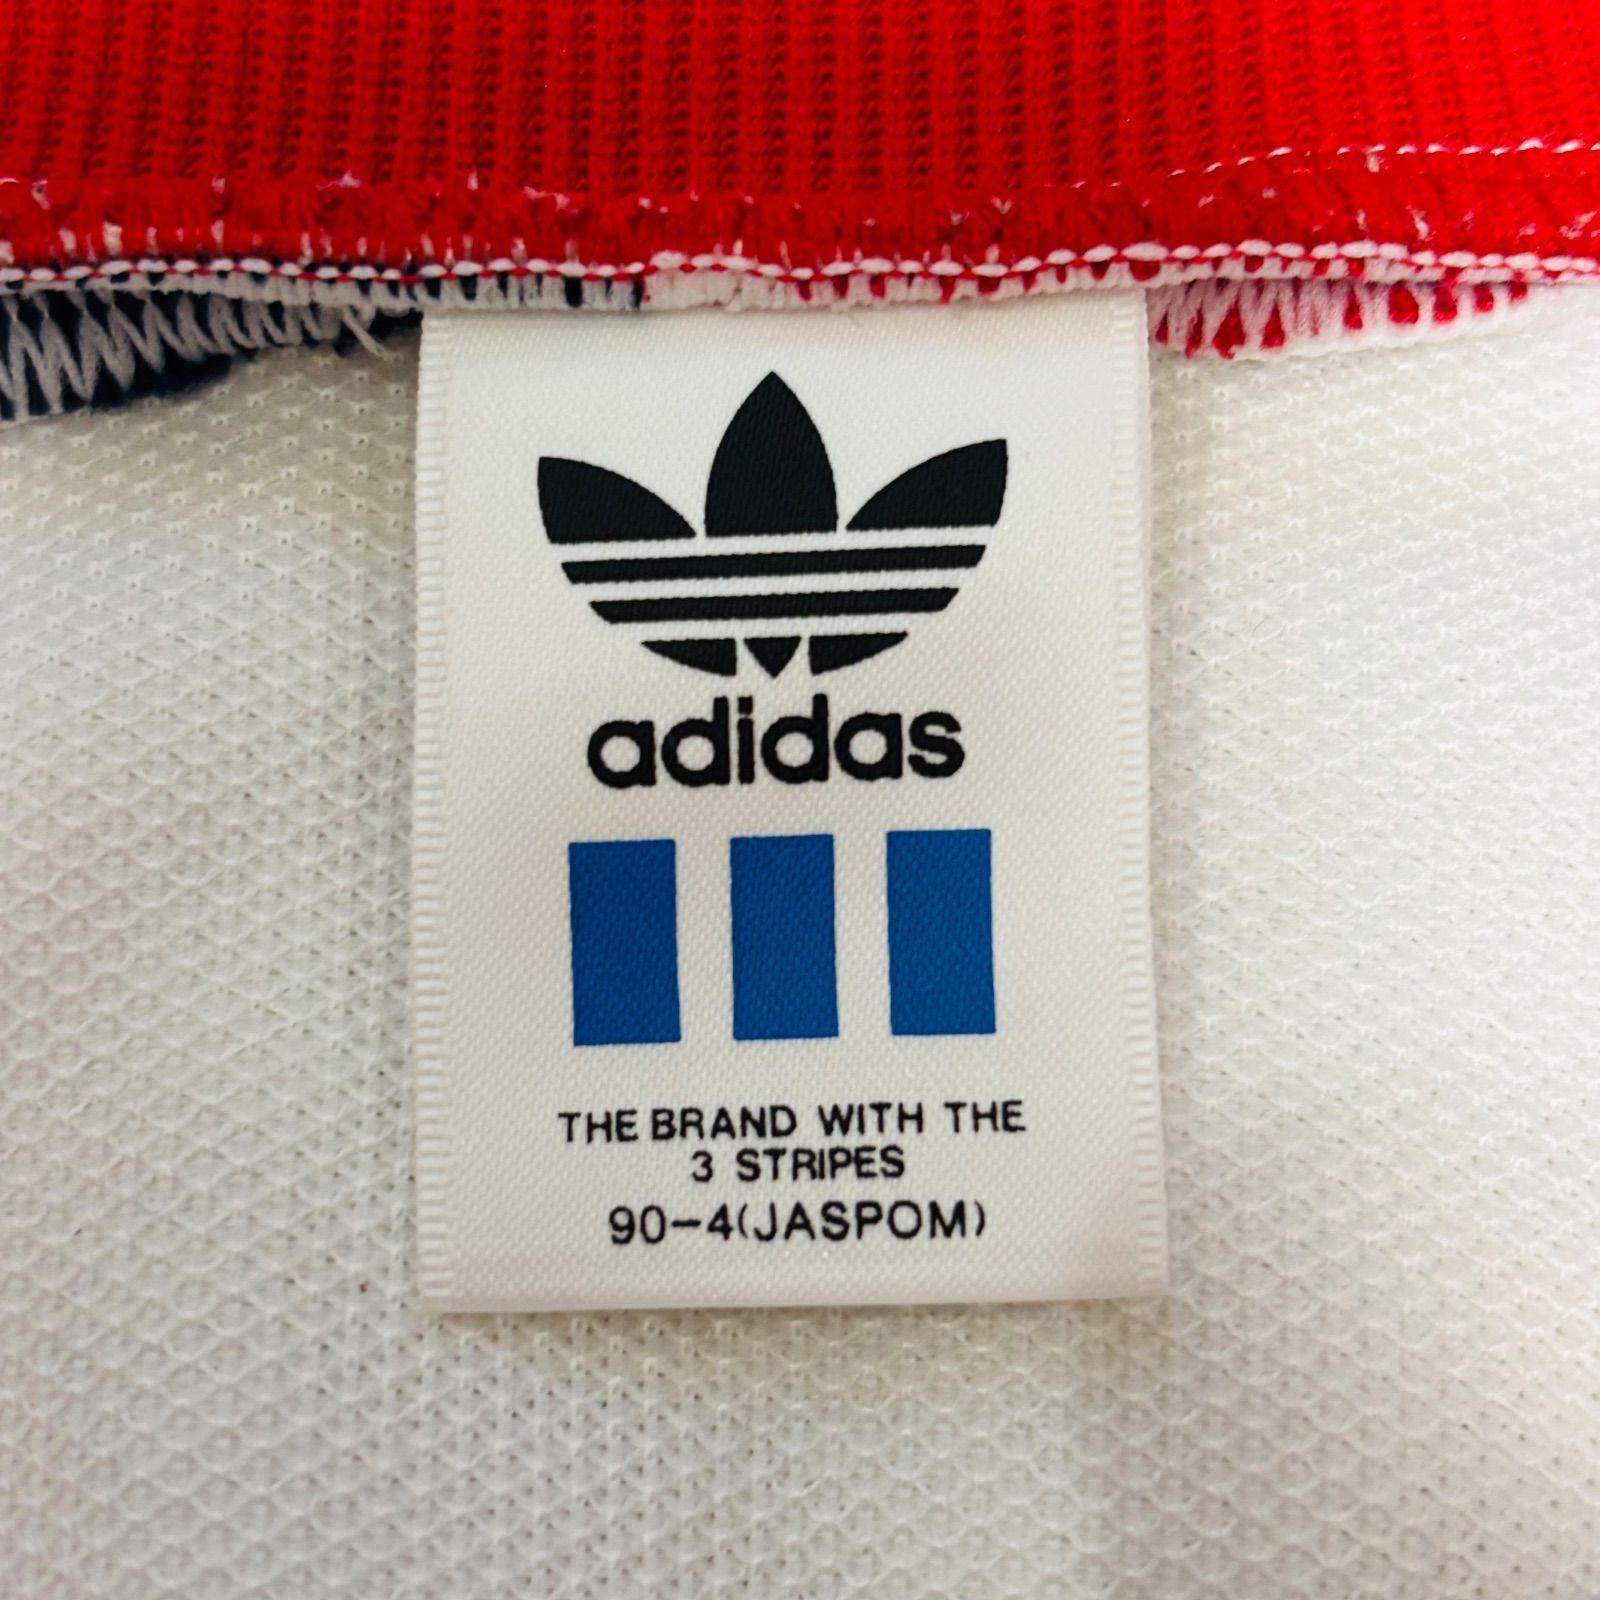 adidas
THE BRAND WITH THE
3 STRIPES
90-4(JASPOM)